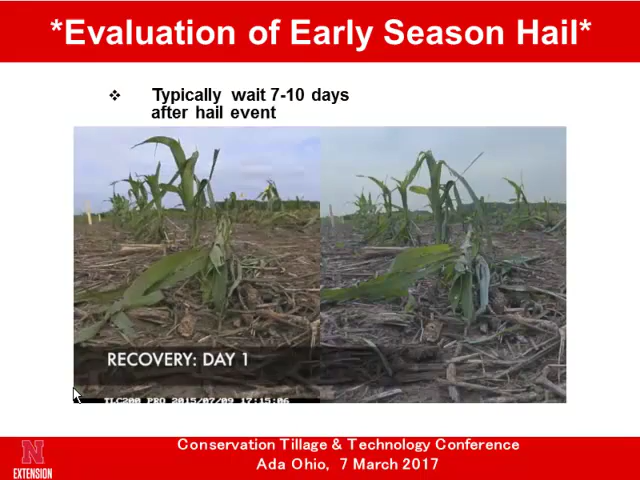 *Evaluation of Early Season Hail*
❖ Typically wait 7-10 days
after hail event
RECOVERY: DAY 1
TLC200 PRO 2015/07/09 17:15:06
N
EXTENSION
Conservation Tillage & Technology Conference
Ada Ohio, 7 March 2017